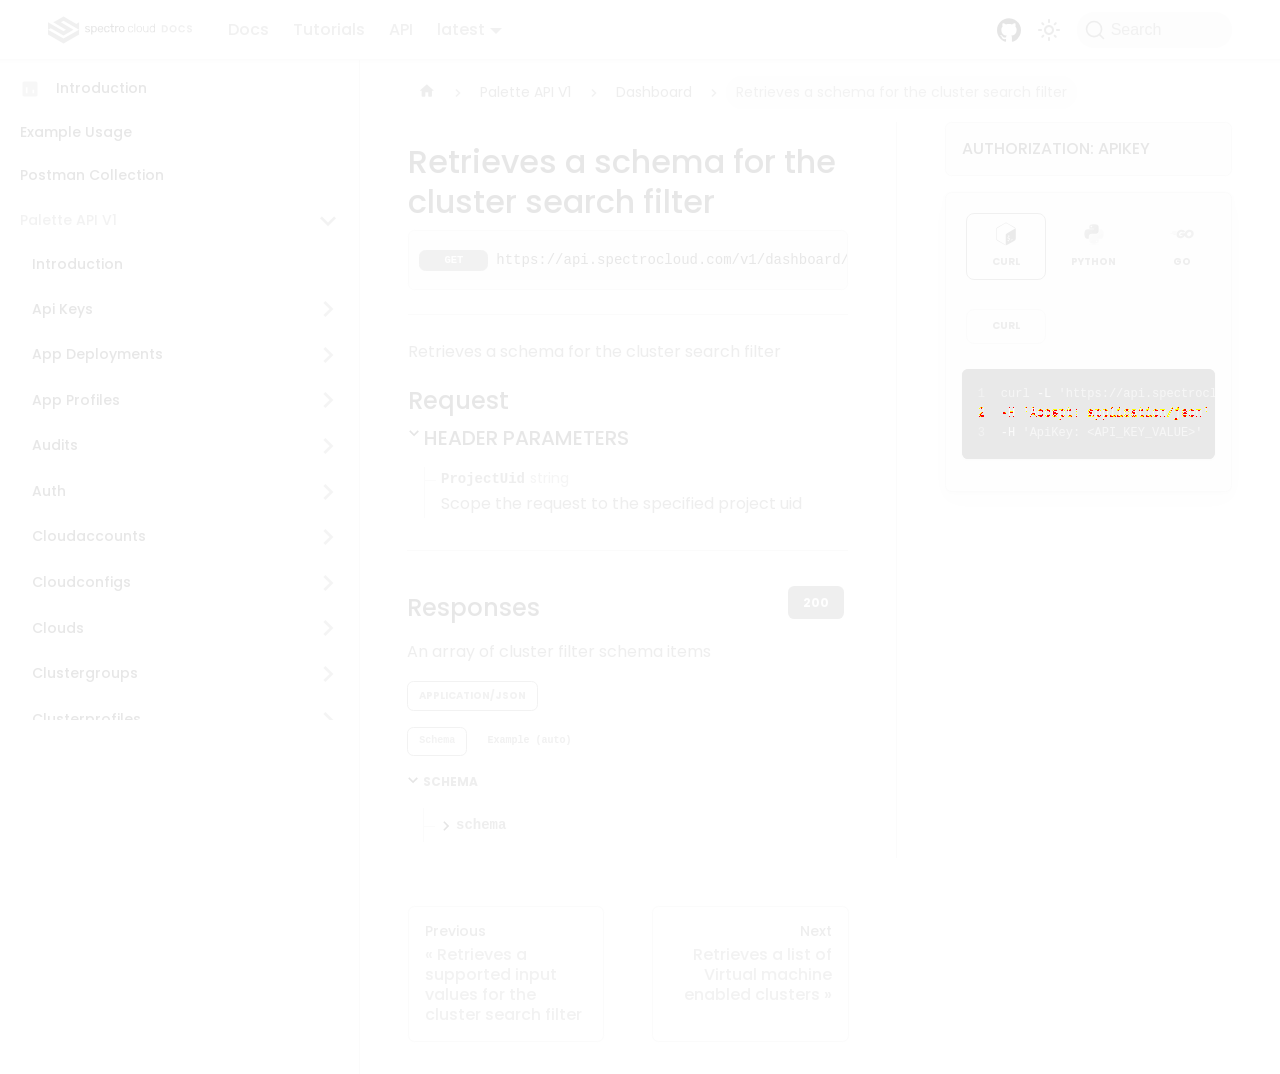 spectro cloud DOCS
Docs
Tutorials
API
latest
Search
Introduction
Example Usage
Postman Collection
Palette API V1
Introduction
Api Keys
App Deployments
App Profiles
Audits
Auth
Cloudaccounts
Cloudconfigs
Clouds
Clustergroups
Clusterprofiles
Palette API V1
Dashboard
Retrieves a schema for the cluster search filter
Retrieves a schema for the
cluster search filter
GET https://api.spectrocloud.com/v1/dashboard/
Retrieves a schema for the cluster search filter
Request
HEADER PARAMETERS
ProjectUid string
Scope the request to the specified project uid
Responses
200
An array of cluster filter schema items
APPLICATION/JSON
Schema
Example (auto)
SCHEMA
schema
Previous
« Retrieves a
supported input
values for the
cluster search filter
Next
Retrieves a list of
Virtual machine
enabled clusters »
AUTHORIZATION: APIKEY
CURL
PYTHON
GO
GO
CURL
1 curl -L 'https://api.spectrocl
2 -H 'Accept: application/json'
3 -H 'ApiKey: <API_KEY_VALUE>'